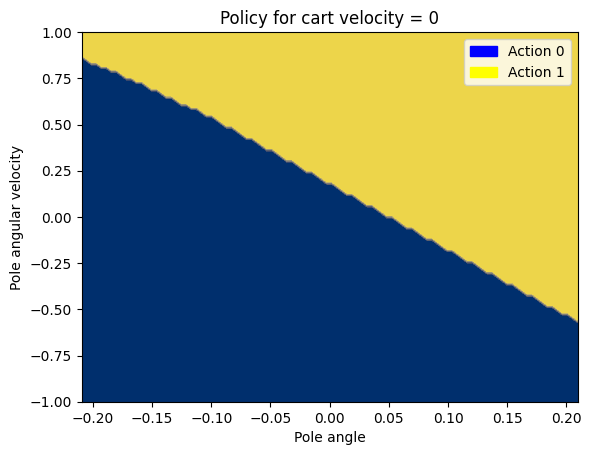 Policy for cart velocity = 0
Action 0
Action 1
Pole angular velocity
1.00
0.75
0.50
0.25
0.00
−0.25
−0.50
−0.75
−1.00
−0.20 −0.15 −0.10 −0.05 0.00 0.05 0.10 0.15 0.20
Pole angle